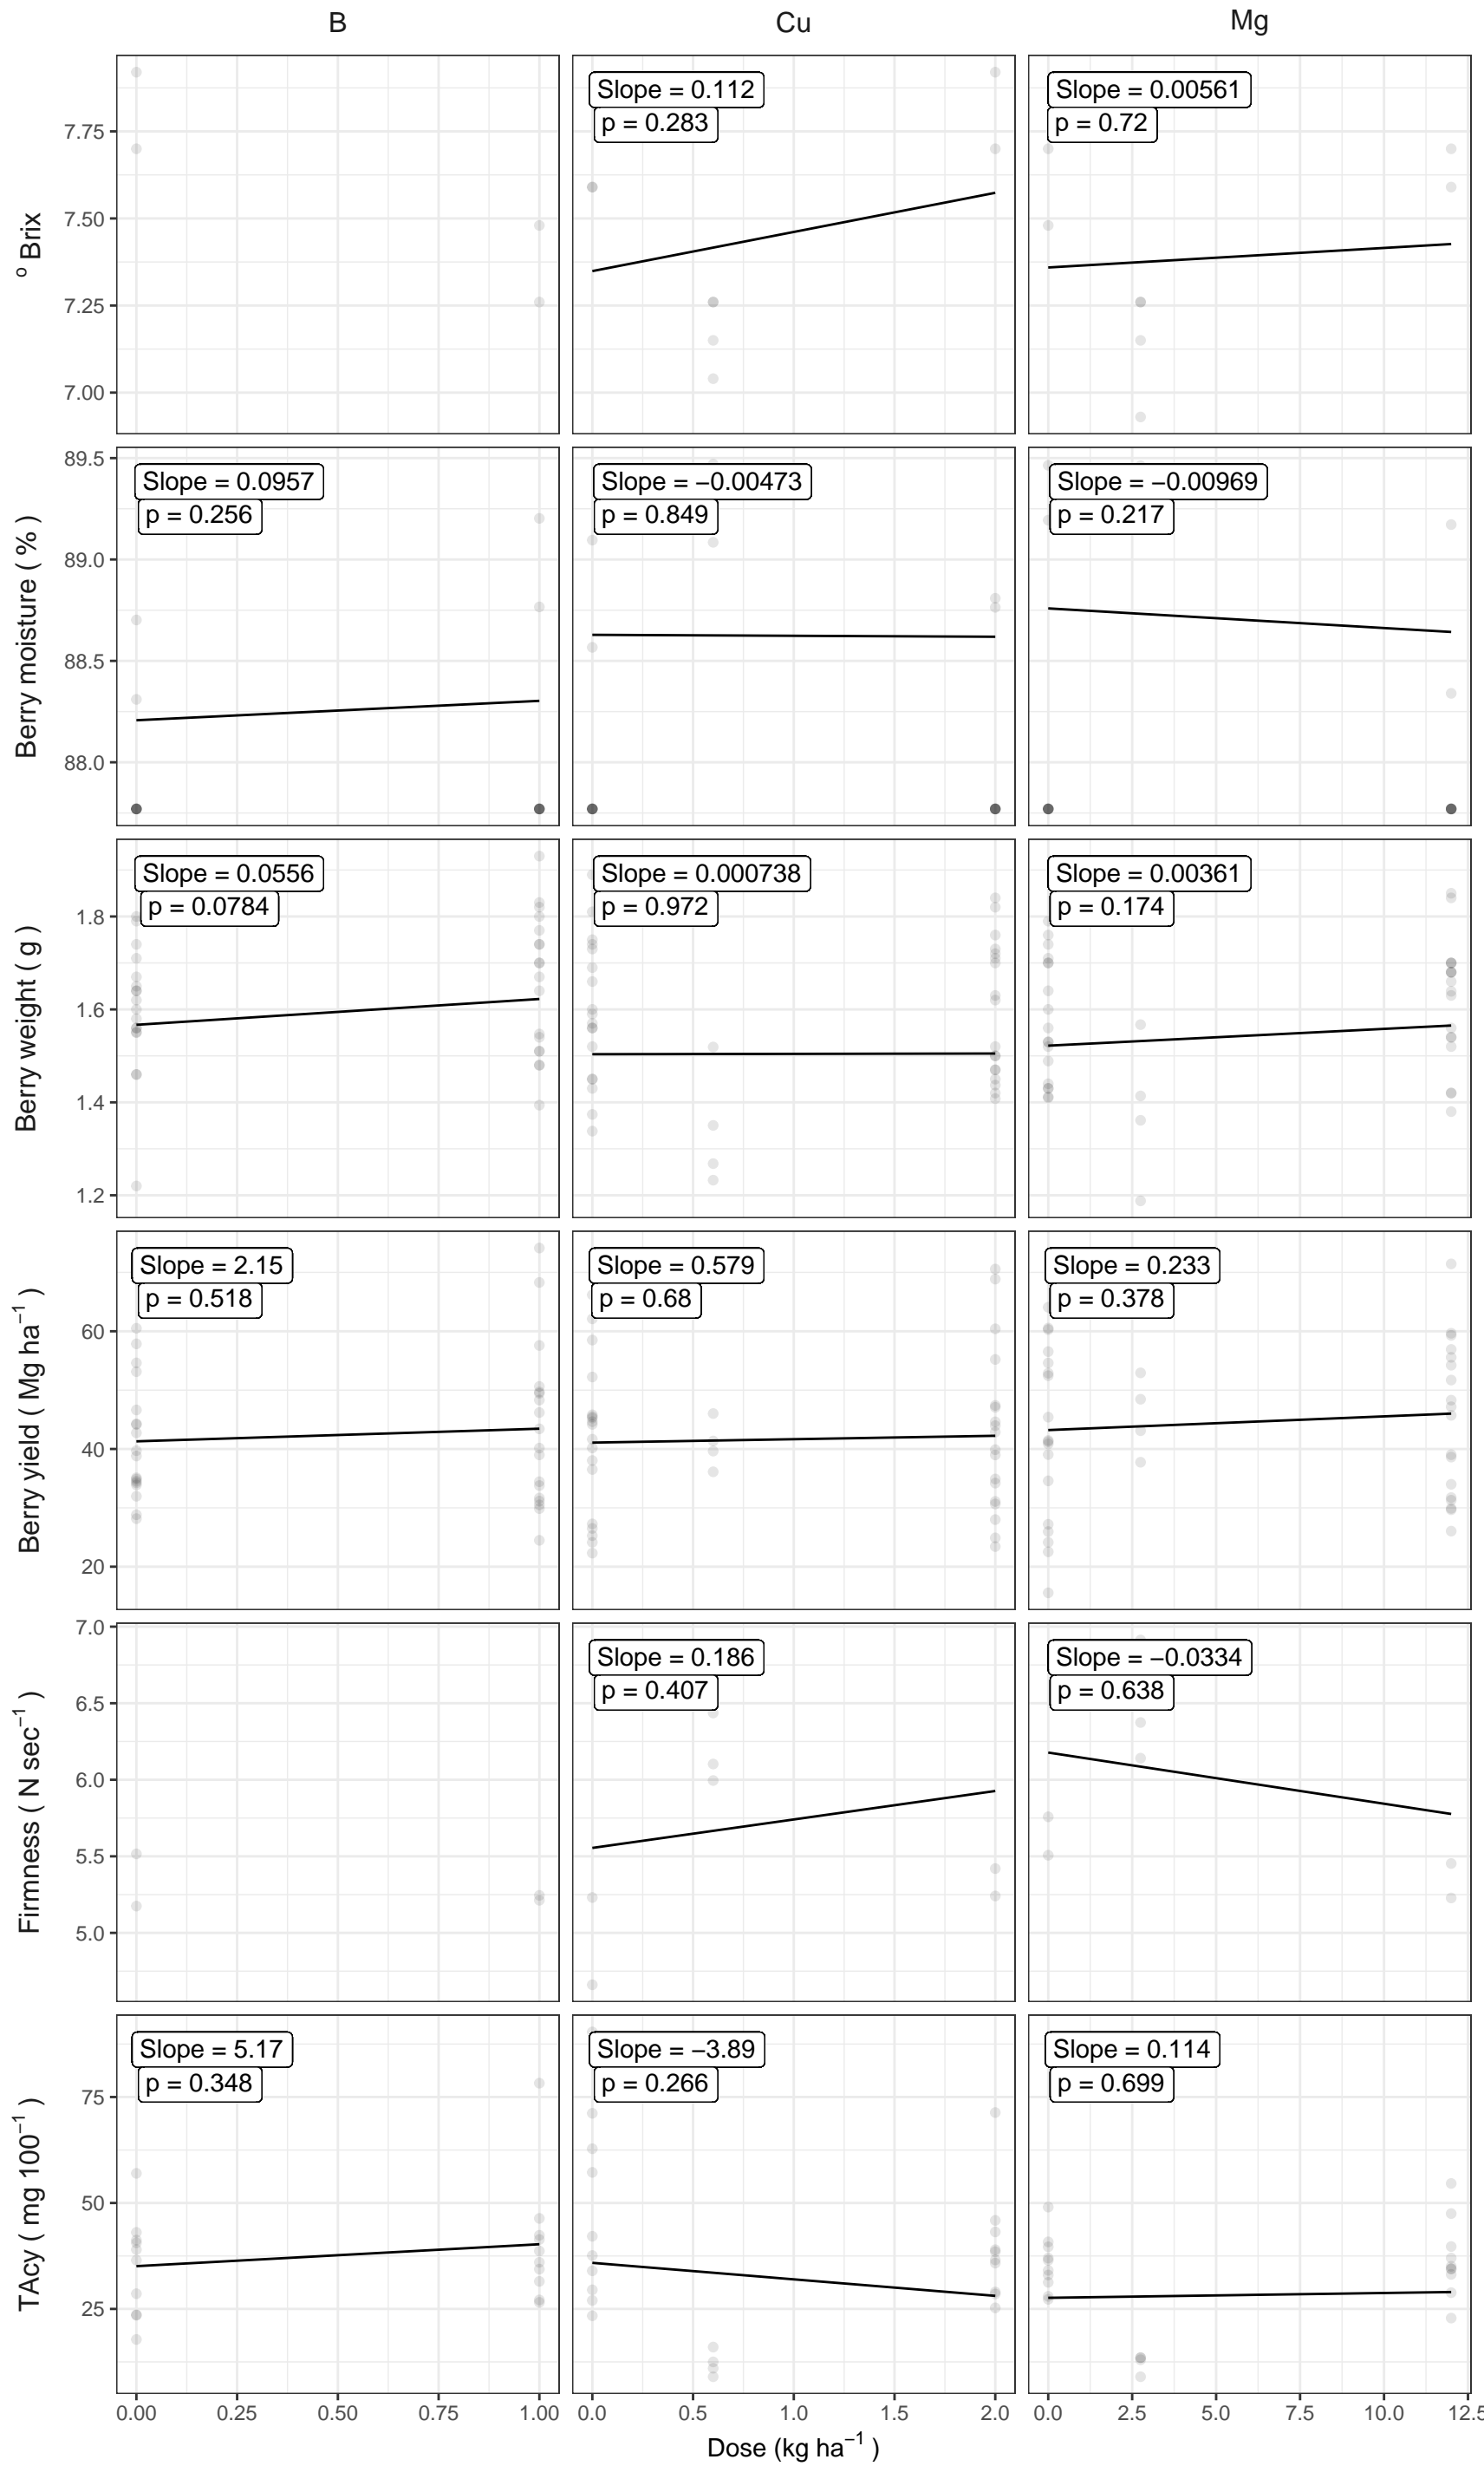 B Cu Mg
° Brix
7.75
7.50
7.25
7.00
Slope = 0.112
p = 0.283
Slope = 0.00561
p = 0.72
Berry moisture ( % )
89.5
89.0
88.5
88.0
Slope = 0.0957
p = 0.256
Slope = −0.00473
p = 0.849
Slope = −0.00969
p = 0.217
Berry weight ( g )
1.8
1.6
1.4
1.2
Slope = 0.0556
p = 0.0784
Slope = 0.000738
p = 0.972
Slope = 0.00361
p = 0.174
Berry yield ( Mg ha⁻¹ )
60
40
20
Slope = 2.15
p = 0.518
Slope = 0.579
p = 0.68
Slope = 0.233
p = 0.378
Firmness ( N sec⁻¹ )
7.0
6.5
6.0
5.5
5.0
Slope = 0.186
p = 0.407
Slope = −0.0334
p = 0.638
TAcy ( mg 100⁻¹ )
75
50
25
Slope = 5.17
p = 0.348
Slope = −3.89
p = 0.266
Slope = 0.114
p = 0.699
0.00 0.25 0.50 0.75 1.00 0.0 0.5 1.0 1.5 2.0 0.0 2.5 5.0 7.5 10.0 12.5
Dose (kg ha⁻¹ )